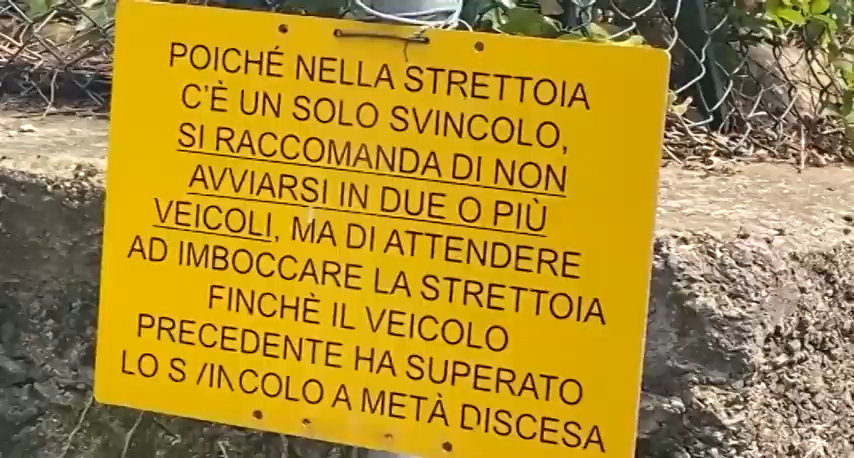 POICHÉ NELLA STRETTOIA
C'È UN SOLO SVINCOLO,
SI RACCOMANDA DI NON
AVVIARSI IN DUE O PIÙ
VEICOLI, MA DI ATTENDERE
AD IMBOCCARE LA STRETTOIA
FINCHÈ IL VEICOLO
PRECEDENTE HA SUPERATO
LO SVINCOLO A METÀ DISCESA